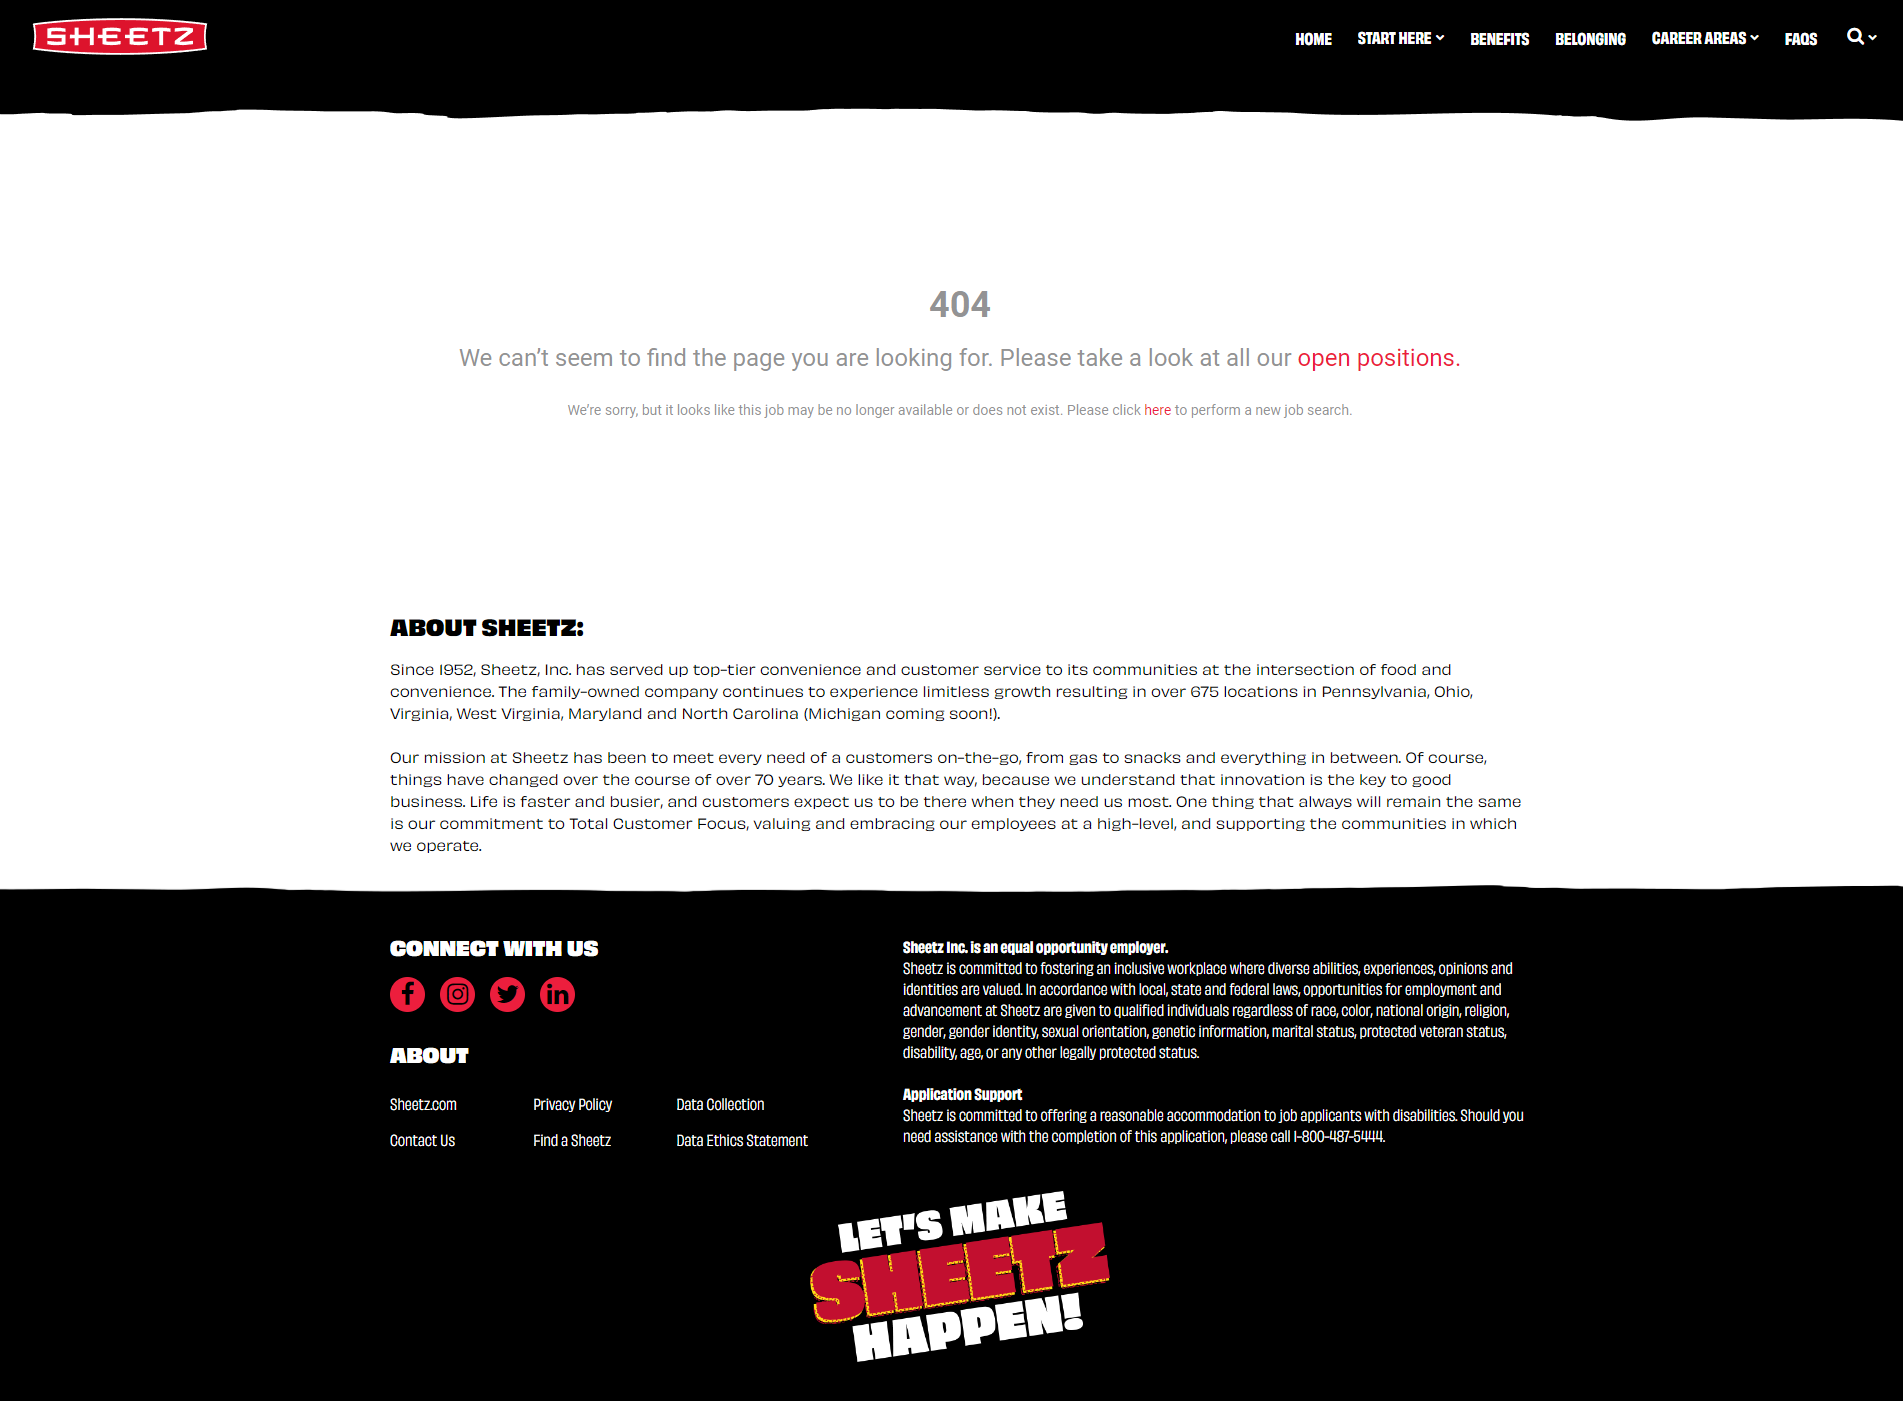 SHEETZ
HOME START HERE BENEFITS BELONGING CAREER AREAS FAQS
404
We can’t seem to find the page you are looking for. Please take a look at all our open positions.
We’re sorry, but it looks like this job may be no longer available or does not exist. Please click here to perform a new job search.
ABOUT SHEETZ:
Since 1952, Sheetz, Inc. has served up top-tier convenience and customer service to its communities at the intersection of food and
convenience. The family-owned company continues to experience limitless growth resulting in over 675 locations in Pennsylvania, Ohio,
Virginia, West Virginia, Maryland and North Carolina (Michigan coming soon!).
Our mission at Sheetz has been to meet every need of a customers on-the-go, from gas to snacks and everything in between. Of course,
things have changed over the course of over 70 years. We like it that way, because we understand that innovation is the key to good
business. Life is faster and busier, and customers expect us to be there when they need us most. One thing that always will remain the same
is our commitment to Total Customer Focus, valuing and embracing our employees at a high-level, and supporting the communities in which
we operate.
CONNECT WITH US
ABOUT
Sheetz.com Privacy Policy Data Collection
Contact Us Find a Sheetz Data Ethics Statement
Sheetz Inc. is an equal opportunity employer.
Sheetz is committed to fostering an inclusive workplace where diverse abilities, experiences, opinions and
identities are valued. In accordance with local, state and federal laws, opportunities for employment and
advancement at Sheetz are given to qualified individuals regardless of race, color, national origin, religion,
gender, gender identity, sexual orientation, genetic information, marital status, protected veteran status,
disability, age, or any other legally protected status.
Application Support
Sheetz is committed to offering a reasonable accommodation to job applicants with disabilities. Should you
need assistance with the completion of this application, please call 1-800-487-5444.
LET'S MAKE
SHEETZ
HAPPEN!